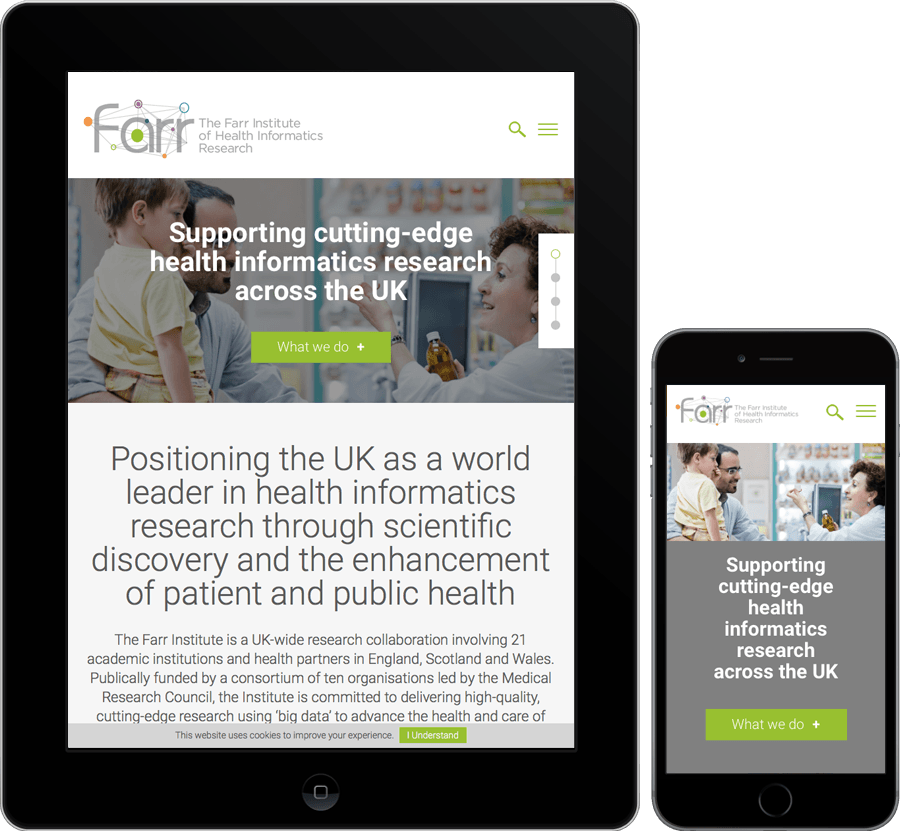 Farr
The Farr Institute
of Health Informatics
Research
Supporting cutting-edge
health informatics research
across the UK
What we do +
Positioning the UK as a world
leader in health informatics
research through scientific
discovery and the enhancement
of patient and public health
The Farr Institute is a UK-wide research collaboration involving 21
academic institutions and health partners in England, Scotland and Wales.
Publically funded by a consortium of ten organisations led by the Medical
Research Council, the Institute is committed to delivering high-quality,
cutting-edge research using ‘big data’ to advance the health and care of
This website uses cookies to improve your experience. I Understand
Farr
The Farr Institute
of Health Informatics
Research
Supporting
cutting-edge
health
informatics
research
across the UK
What we do +